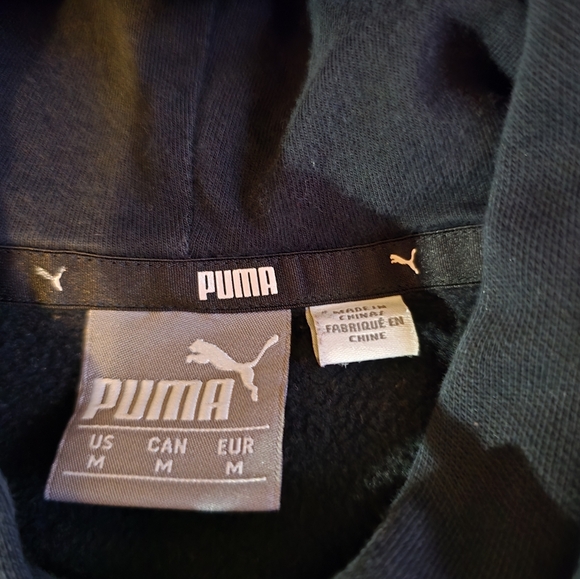 PUMA
MADE IN
CHINA
FABRIQUÉ EN
CHINE
PUMA
US CAN EUR
M M M